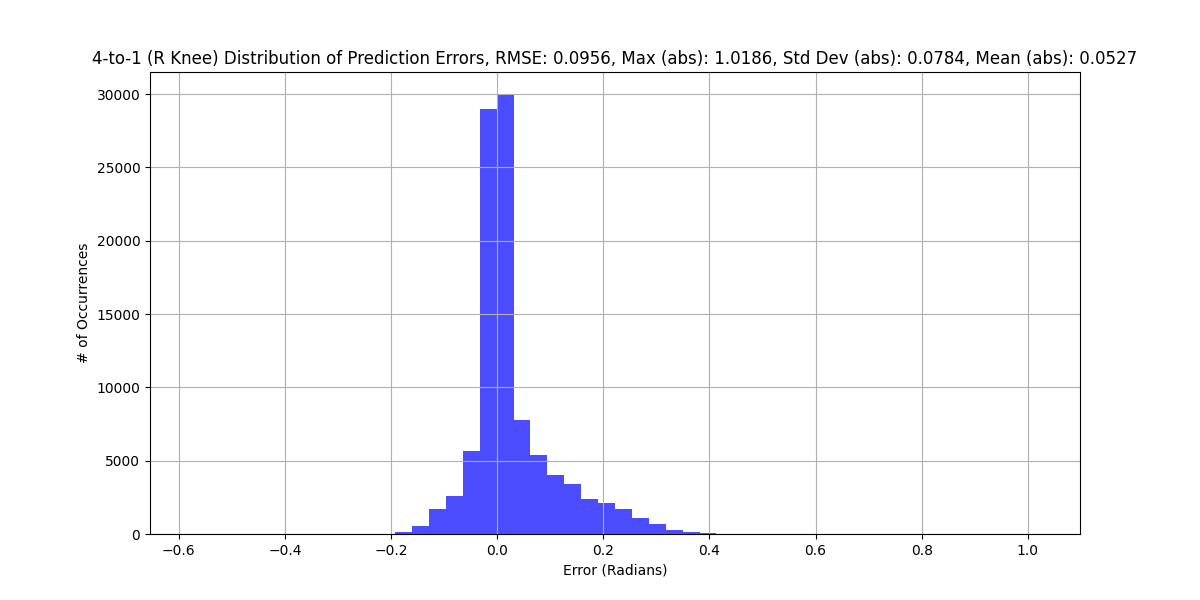 4-to-1 (R Knee) Distribution of Prediction Errors, RMSE: 0.0956, Max (abs): 1.0186, Std Dev (abs): 0.0784, Mean (abs): 0.0527
30000
25000
20000
15000
10000
5000
0
# of Occurrences
−0.6 −0.4 −0.2 0.0 0.2 0.4 0.6 0.8 1.0
Error (Radians)